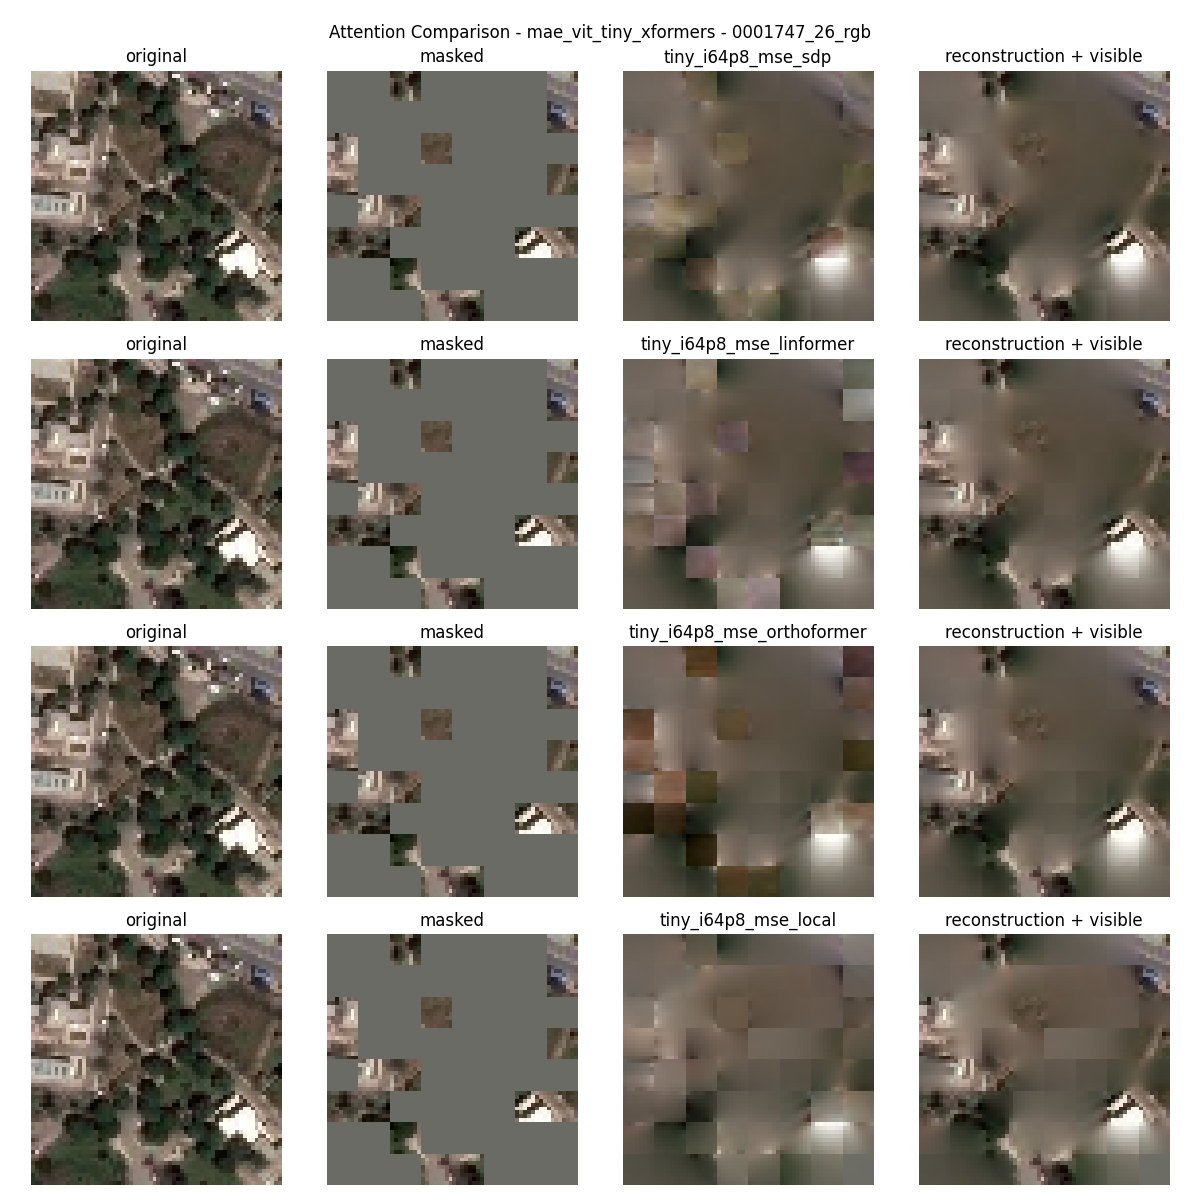 Attention Comparison - mae_vit_tiny_xformers - 0001747_26_rgb
original masked tiny_i64p8_mse_sdp reconstruction + visible
original masked tiny_i64p8_mse_linformer reconstruction + visible
original masked tiny_i64p8_mse_orthoformer reconstruction + visible
original masked tiny_i64p8_mse_local reconstruction + visible